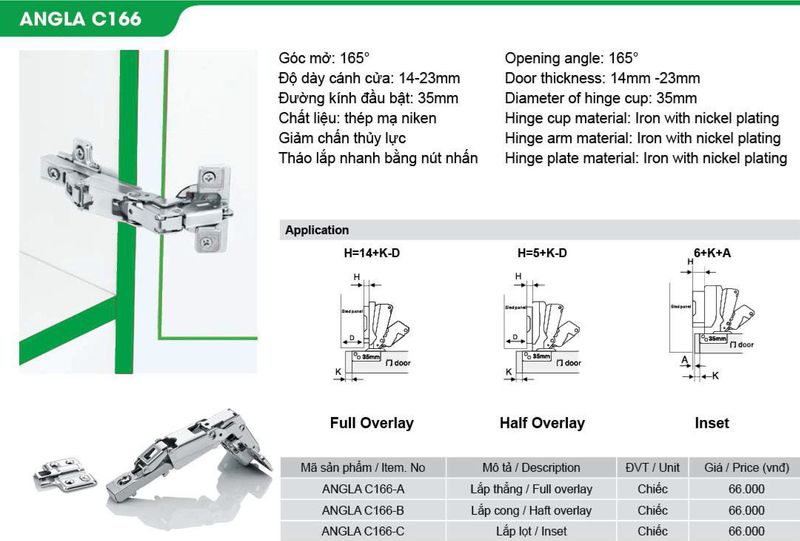 ANGLA C166
Góc mở: 165°
Độ dày cánh cửa: 14-23mm
Đường kính đầu bật: 35mm
Chất liệu: thép mạ niken
Giảm chấn thủy lực
Tháo lắp nhanh bằng nút nhấn
Opening angle: 165°
Door thickness: 14mm -23mm
Diameter of hinge cup: 35mm
Hinge cup material: Iron with nickel plating
Hinge arm material: Iron with nickel plating
Hinge plate material: Iron with nickel plating
Application
H=14+K-D H=5+K-D 6+K+A
H H H
Sied panel Sied panel Sied panel
D D
35mm 35mm 35mm
door door door
A
K K K
Full Overlay Half Overlay Inset
Mã sản phẩm / Item. No Mô tả / Description ĐVT / Unit Giá / Price (vnđ)
ANGLA C166-A Lắp thẳng / Full overlay Chiếc 66.000
ANGLA C166-B Lắp cong / Haft overlay Chiếc 66.000
ANGLA C166-C Lắp lọt / Inset Chiếc 66.000